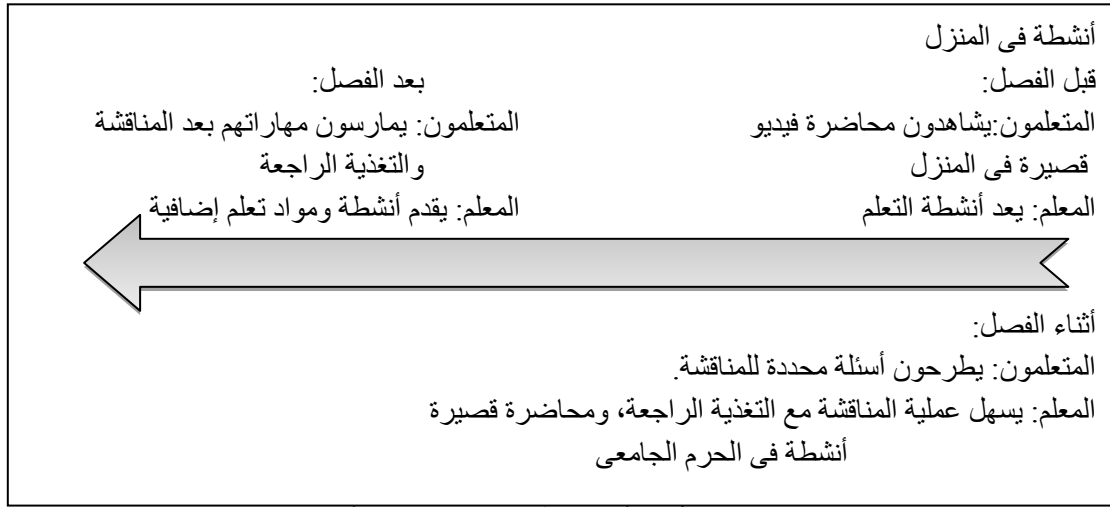 أنشطة فى المنزل
قبل الفصل:
المتعلمون:يشاهدون محاضرة فيديو
قصيرة فى المنزل
المعلم: يعد أنشطة التعلم
بعد الفصل:
المتعلمون: يمارسون مهاراتهم بعد المناقشة
والتغذية الراجعة
المعلم: يقدم أنشطة ومواد تعلم إضافية
أثناء الفصل:
المتعلمون: يطرحون أسئلة محددة للمناقشة.
المعلم: يسهل عملية المناقشة مع التغذية الراجعة، ومحاضرة قصيرة
أنشطة فى الحرم الجامعى